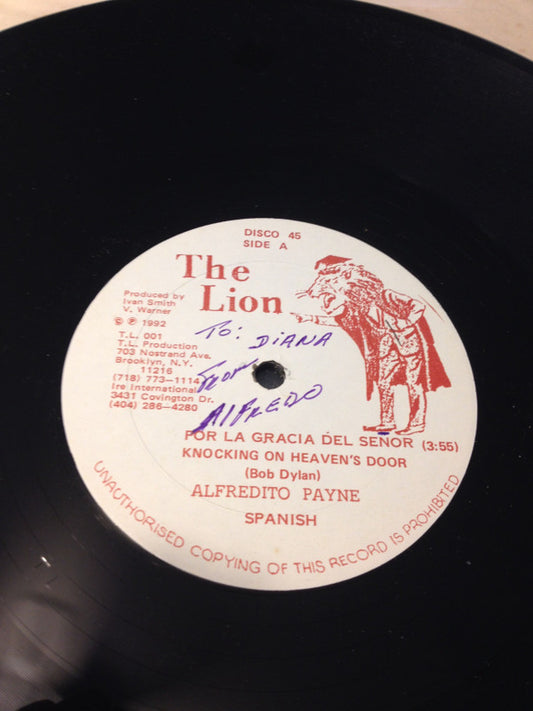 DISCO 45
SIDE A
The
Lion
Produced by
Ivan Smith
V. Warner
© ℗ 1992
T.L. 001
T.L. Production
703 Nostrand Ave.
Brooklyn, N.Y.
11216
(718) 773-1114
Ire International
3431 Covington Dr.
(404) 286-4280
To: DiANA
From
AlFREDO
POR LA GRACIA DEL SEÑOR (3:55)
KNOCKING ON HEAVEN'S DOOR
(Bob Dylan)
ALFREDITO PAYNE
SPANISH
UNAUTHORISED COPYING OF THIS RECORD IS PROHIBITED